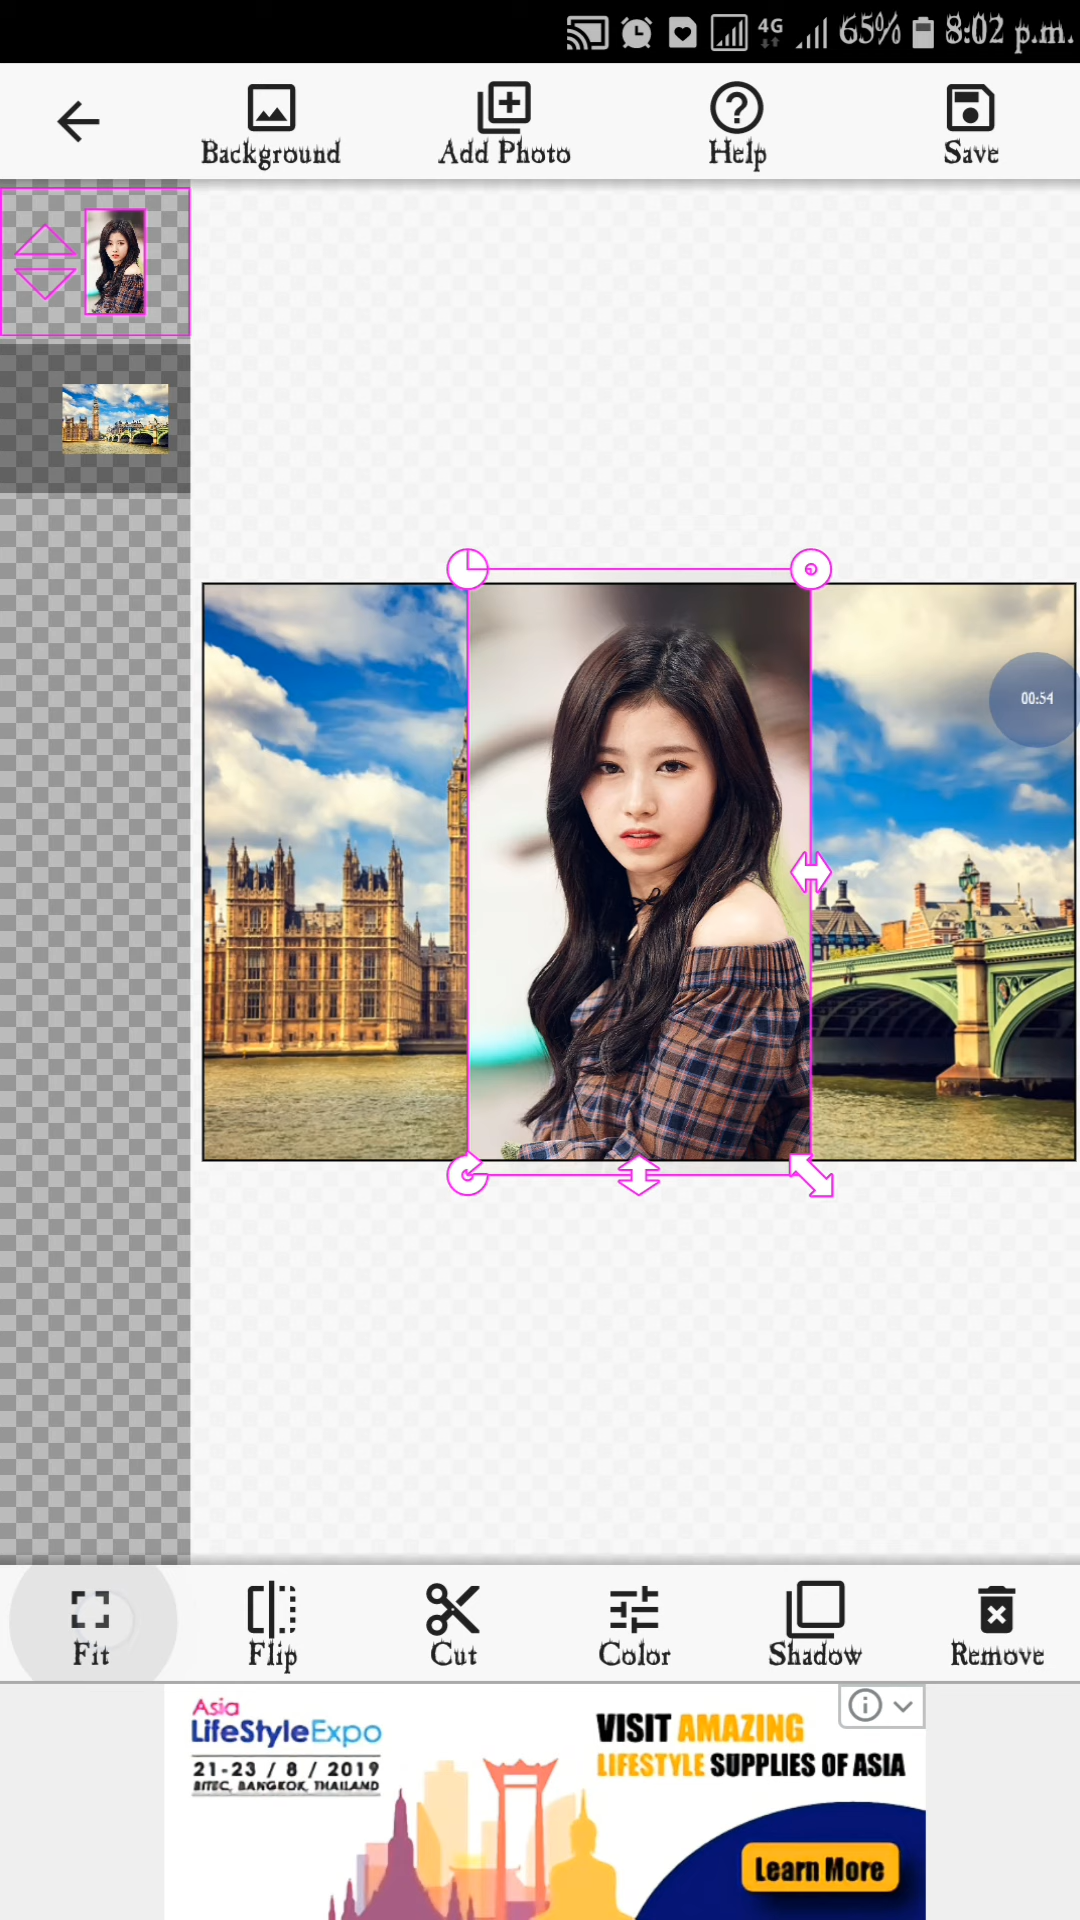 4G 65% 8:02 p.m.
Background Add Photo Help Save
00:54
Fit Flip Cut Color Shadow Remove
Asia
LifeStyleExpo
21-23 / 8 / 2019
BITEC, BANGKOK, THAILAND
VISIT AMAZING
LIFESTYLE SUPPLIES OF ASIA
Learn More